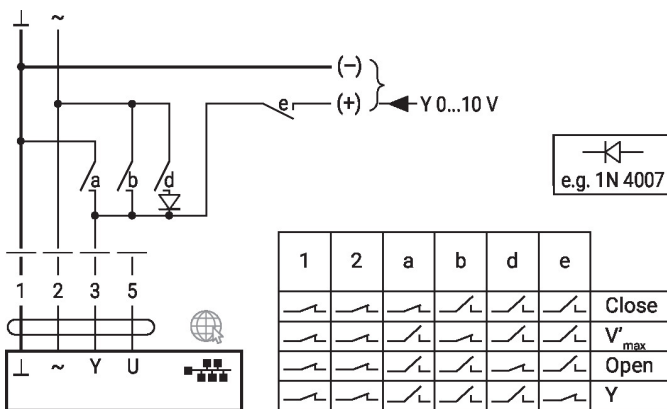 ⊥ ~
(−)
e (+) Y 0...10 V
a b d
e.g. 1N 4007
1 2 3 5
⊥ ~ Y U
1 2 a b d e
Close
V'max
Open
Y